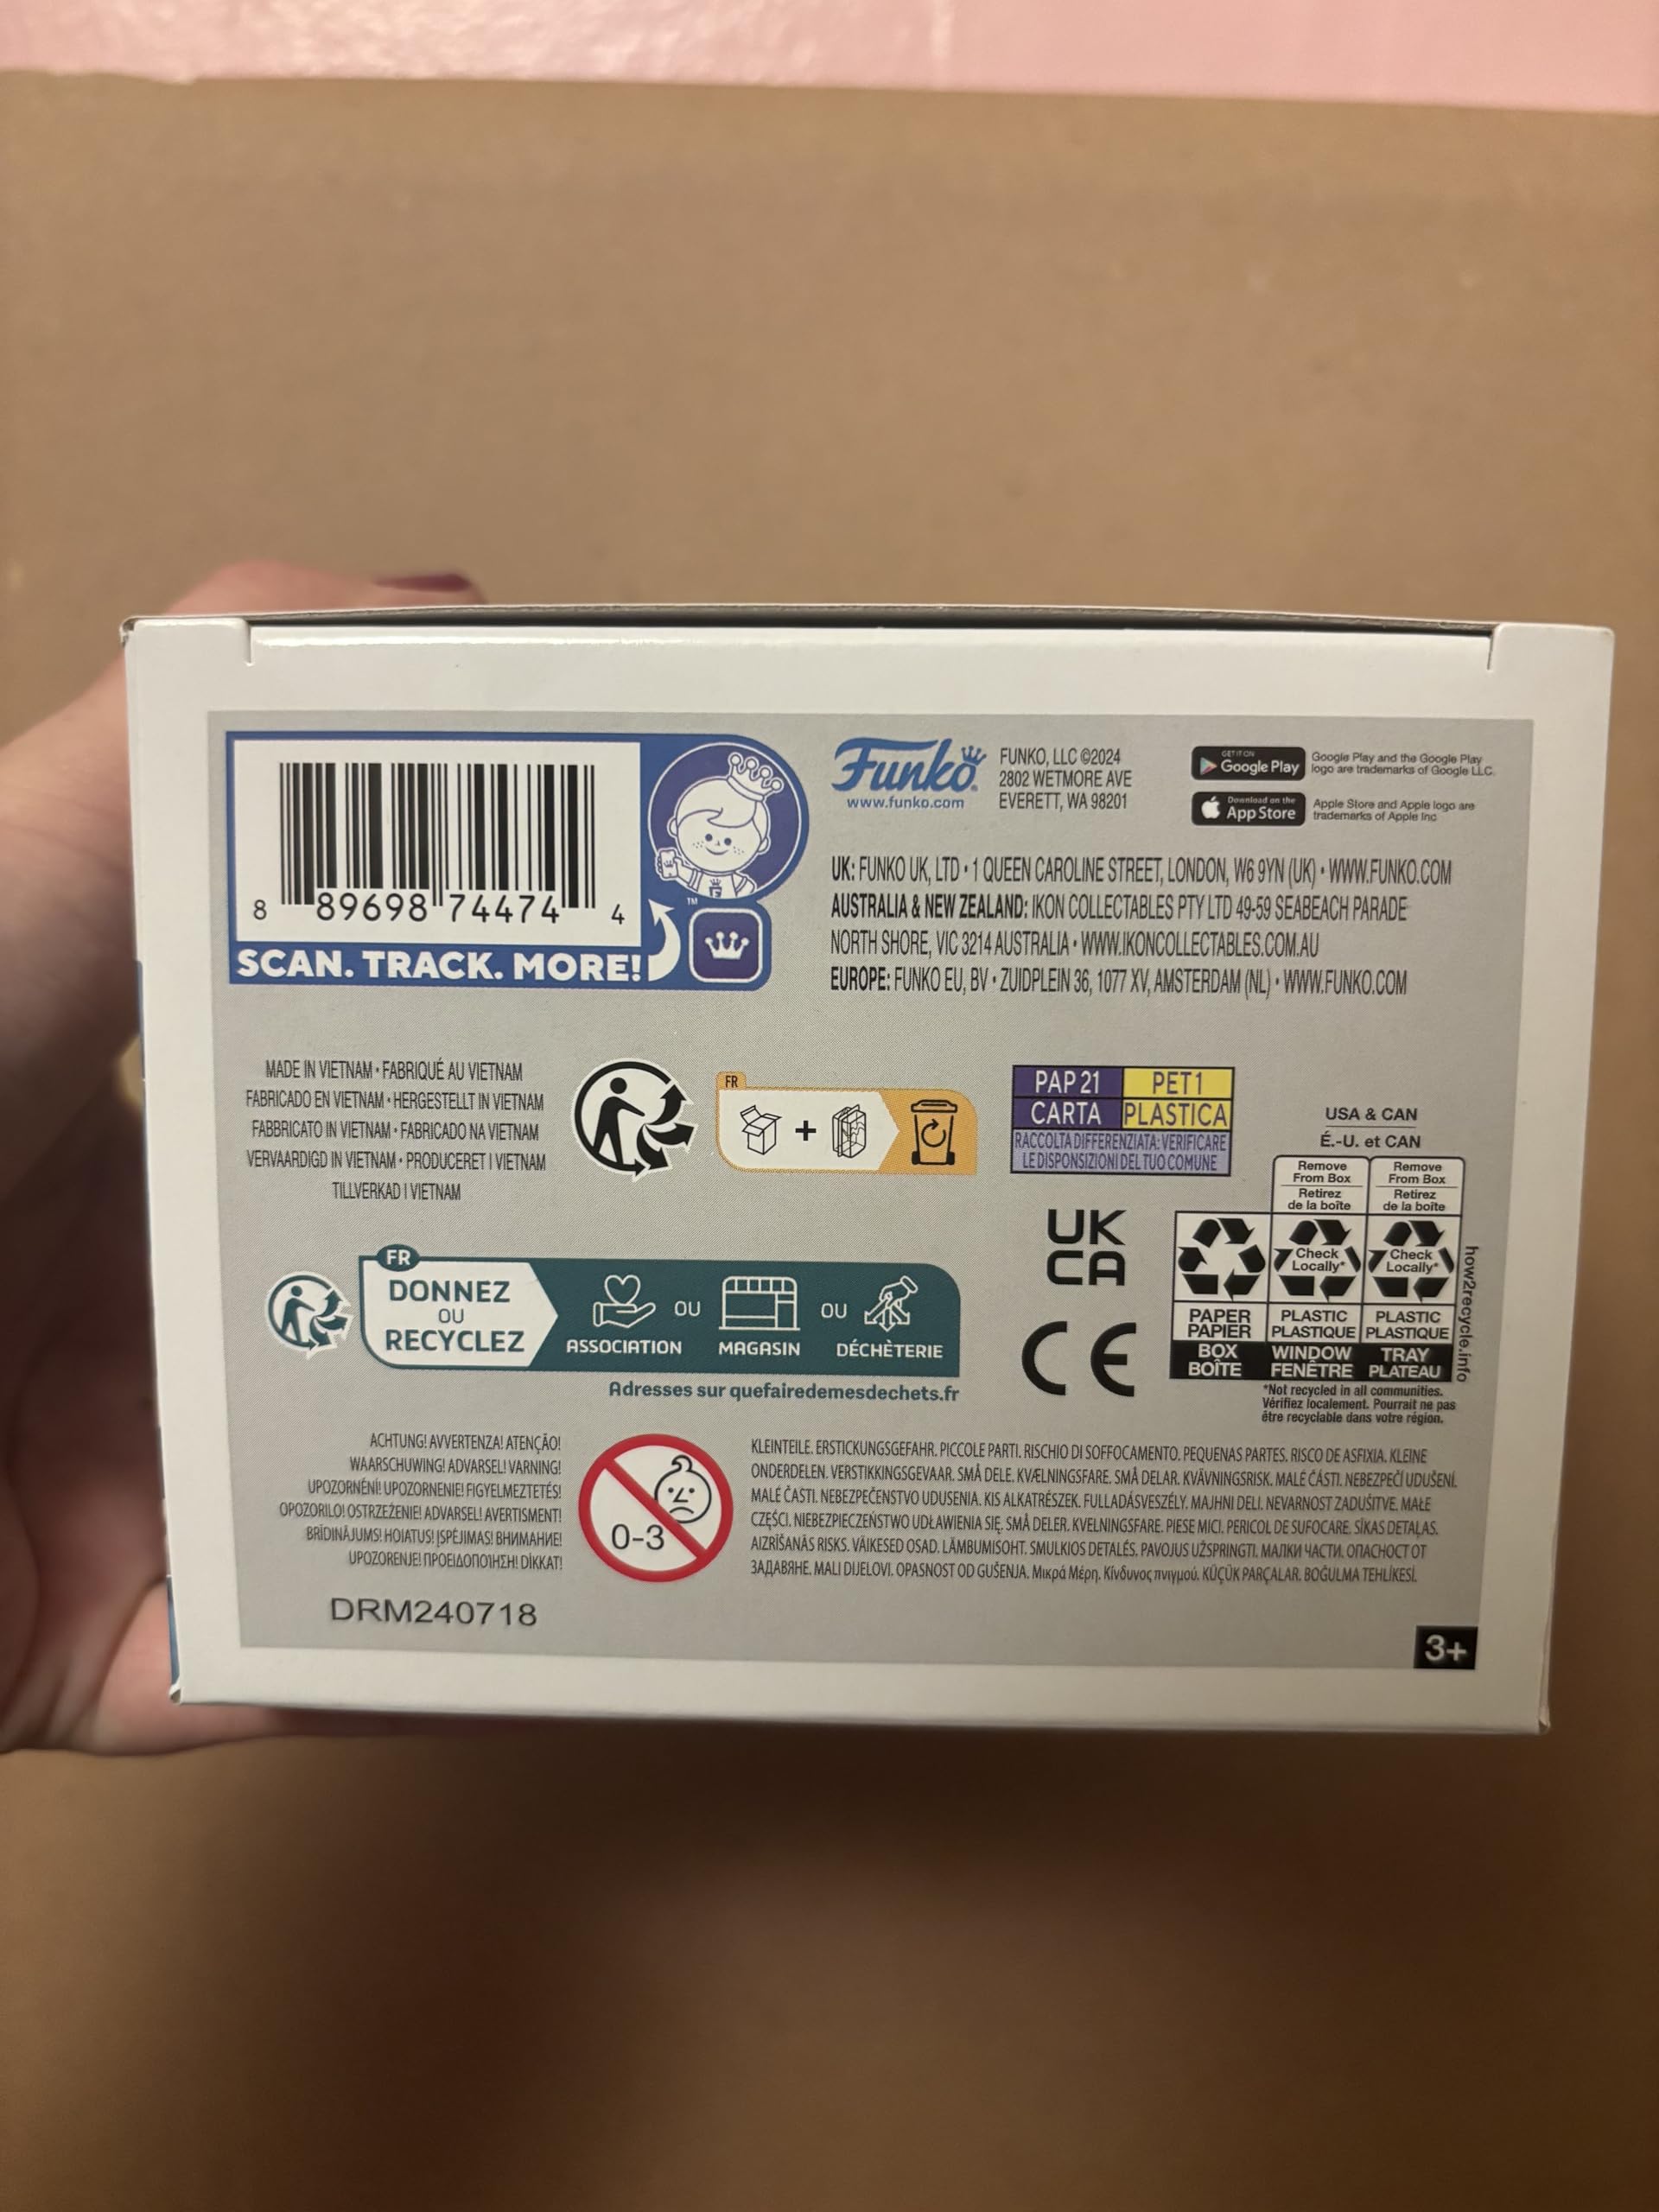 8 89698 74474 4
SCAN. TRACK. MORE!
TM
Funko®
www.funko.com
FUNKO, LLC ©2024
2802 WETMORE AVE
EVERETT, WA 98201
GET IT ON
Google Play
Google Play and the Google Play
logo are trademarks of Google LLC.
Download on the
App Store
Apple Store and Apple logo are
trademarks of Apple Inc
UK: FUNKO UK, LTD • 1 QUEEN CAROLINE STREET, LONDON, W6 9YN (UK) • WWW.FUNKO.COM
AUSTRALIA & NEW ZEALAND: IKON COLLECTABLES PTY LTD 49-59 SEABEACH PARADE
NORTH SHORE, VIC 3214 AUSTRALIA • WWW.IKONCOLLECTABLES.COM.AU
EUROPE: FUNKO EU, BV • ZUIDPLEIN 36, 1077 XV, AMSTERDAM (NL) • WWW.FUNKO.COM
MADE IN VIETNAM • FABRIQUÉ AU VIETNAM
FABRICADO EN VIETNAM • HERGESTELLT IN VIETNAM
FABBRICATO IN VIETNAM • FABRICADO NA VIETNAM
VERVAARDIGD IN VIETNAM • PRODUCERET I VIETNAM
TILLVERKAD I VIETNAM
FR
+
PAP 21 PET1
CARTA PLASTICA
RACCOLTA DIFFERENZIATA: VERIFICARE
LE DISPONSIZIONI DEL TUO COMUNE
USA & CAN
É.-U. et CAN
Remove
From Box
Retirez
de la boîte
Remove
From Box
Retirez
de la boîte
Check
Locally*
Check
Locally*
PAPER
PAPIER
PLASTIC
PLASTIQUE
PLASTIC
PLASTIQUE
BOX
BOÎTE
WINDOW
FENÊTRE
TRAY
PLATEAU
how2recycle.info
*Not recycled in all communities.
Vérifiez localement. Pourrait ne pas
être recyclable dans votre région.
UK
CA
CE
FR
DONNEZ
OU
RECYCLEZ
ASSOCIATION
OU
MAGASIN
OU
DÉCHÈTERIE
Adresses sur quefairedemesdechets.fr
ACHTUNG! AVVERTENZA! ATENÇÃO!
WAARSCHUWING! ADVARSEL! VARNING!
UPOZORNĚNÍ! UPOZORNENIE! FIGYELMEZTETÉS!
OPOZORILO! OSTRZEŻENIE! ADVARSEL! AVERTISMENT!
BRĪDINĀJUMS! HOIATUS! ĮSPĖJIMAS! ВНИМАНИЕ!
UPOZORENJE! ΠΡΟΕΙΔΟΠΟΊΗΣΗ! DİKKAT!
0-3
KLEINTEILE. ERSTICKUNGSGEFAHR. PICCOLE PARTI. RISCHIO DI SOFFOCAMENTO. PEQUENAS PARTES. RISCO DE ASFIXIA. KLEINE
ONDERDELEN. VERSTIKKINGSGEVAAR. SMÅ DELE. KVÆLNINGSFARE. SMÅ DELAR. KVÄVNINGSRISK. MALÉ ČÁSTI. NEBEZPEČÍ UDUŠENÍ.
MALÉ ČASTI. NEBEZPEČENSTVO UDUSENIA. KIS ALKATRÉSZEK. FULLADÁSVESZÉLY. MAJHNI DELI. NEVARNOST ZADUŠITVE. MAŁE
CZĘŚCI. NIEBEZPIECZEŃSTWO UDŁAWIENIA SIĘ. SMÅ DELER. KVELNINGSFARE. PIESE MICI. PERICOL DE SUFOCARE. SĪKAS DETAĻAS.
AIZRĪŠANĀS RISKS. VÄIKESED OSAD. LÄMBUMISOHT. SMULKIOS DETALĖS. PAVOJUS UŽSPRINGTI. МАЛКИ ЧАСТИ. ОПАСНОСТ ОТ
ЗАДАВЯНЕ. MALI DIJELOVI. OPASNOST OD GUŠENJA. Μικρά Μέρη. Κίνδυνος πνιγμού. KÜÇÜK PARÇALAR. BOĞULMA TEHLİKESİ.
DRM240718
3+